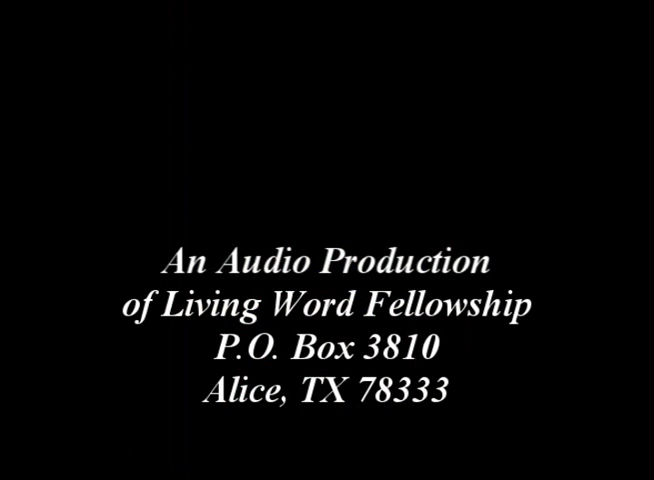 An Audio Production
of Living Word Fellowship
P.O. Box 3810
Alice, TX 78333